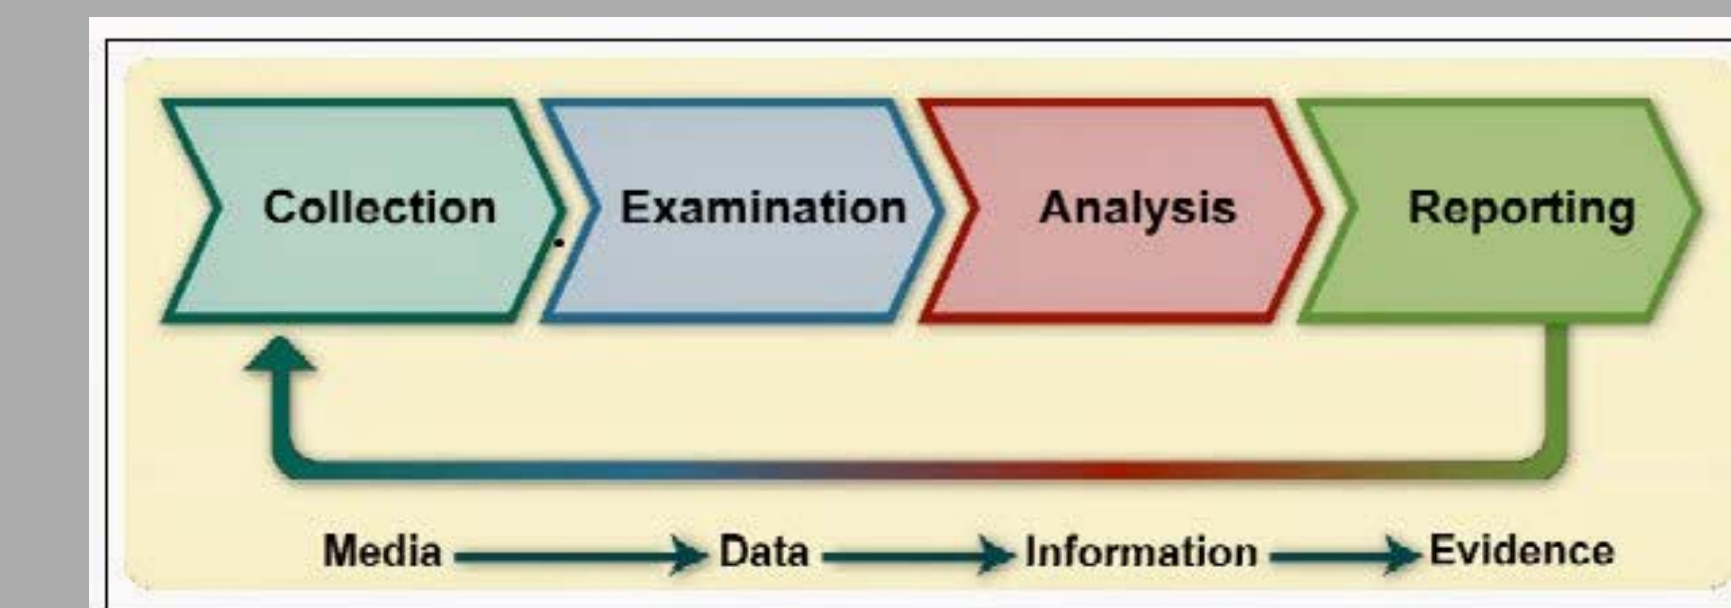 Collection Examination Analysis Reporting
Media Data Information Evidence